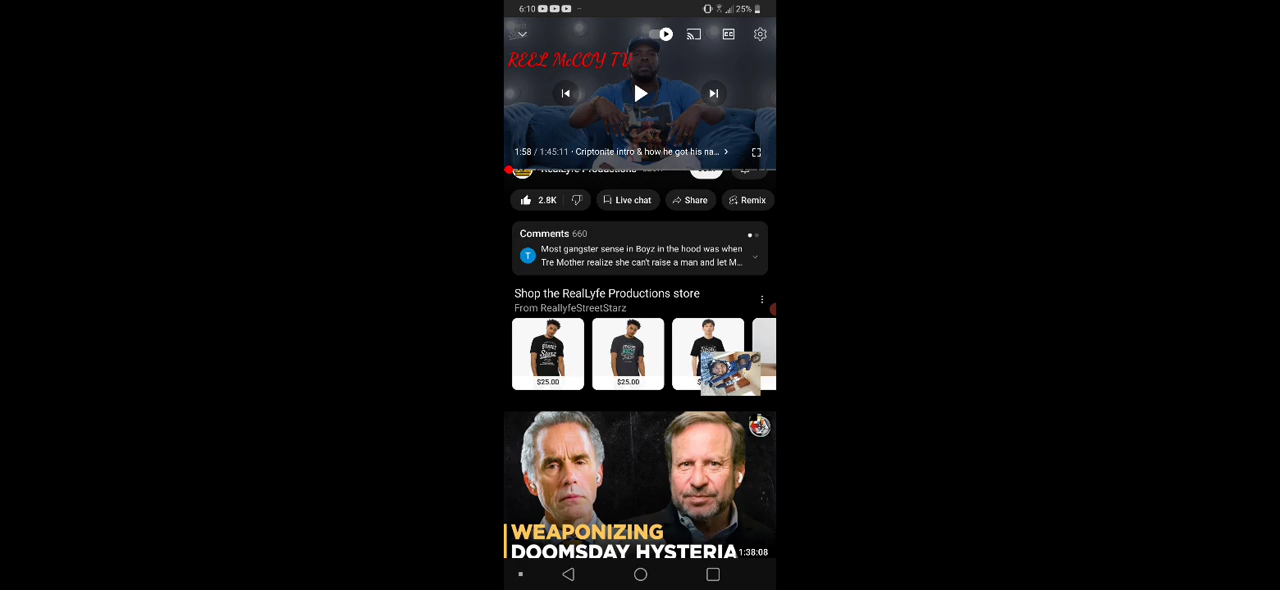 6:10
25%
REEL McCOY TV
1:58 / 1:45:11 · Criptonite intro & how he got his na...
RealLyfe Productions
2.8K
Live chat
Share
Remix
Comments 660
T
Most gangster sense in Boyz in the hood was when
Tre Mother realize she can't raise a man and let M...
Shop the RealLyfe Productions store
From ReallyfeStreetStarz
$25.00
$25.00
WEAPONIZING
DOOMSDAY HYSTERIA
1:38:08